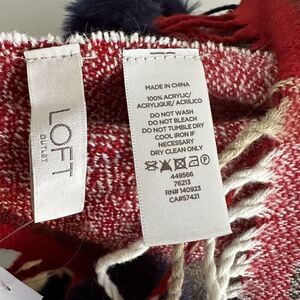 LOFT
OUTLET
MADE IN CHINA
100% ACRYLIC/
ACRYLIQUE/ ACRÍLICO
DO NOT WASH
DO NOT BLEACH
DO NOT TUMBLE DRY
COOL IRON IF
NECESSARY
DRY CLEAN ONLY
449566
76213
RN# 140923
CA#57421